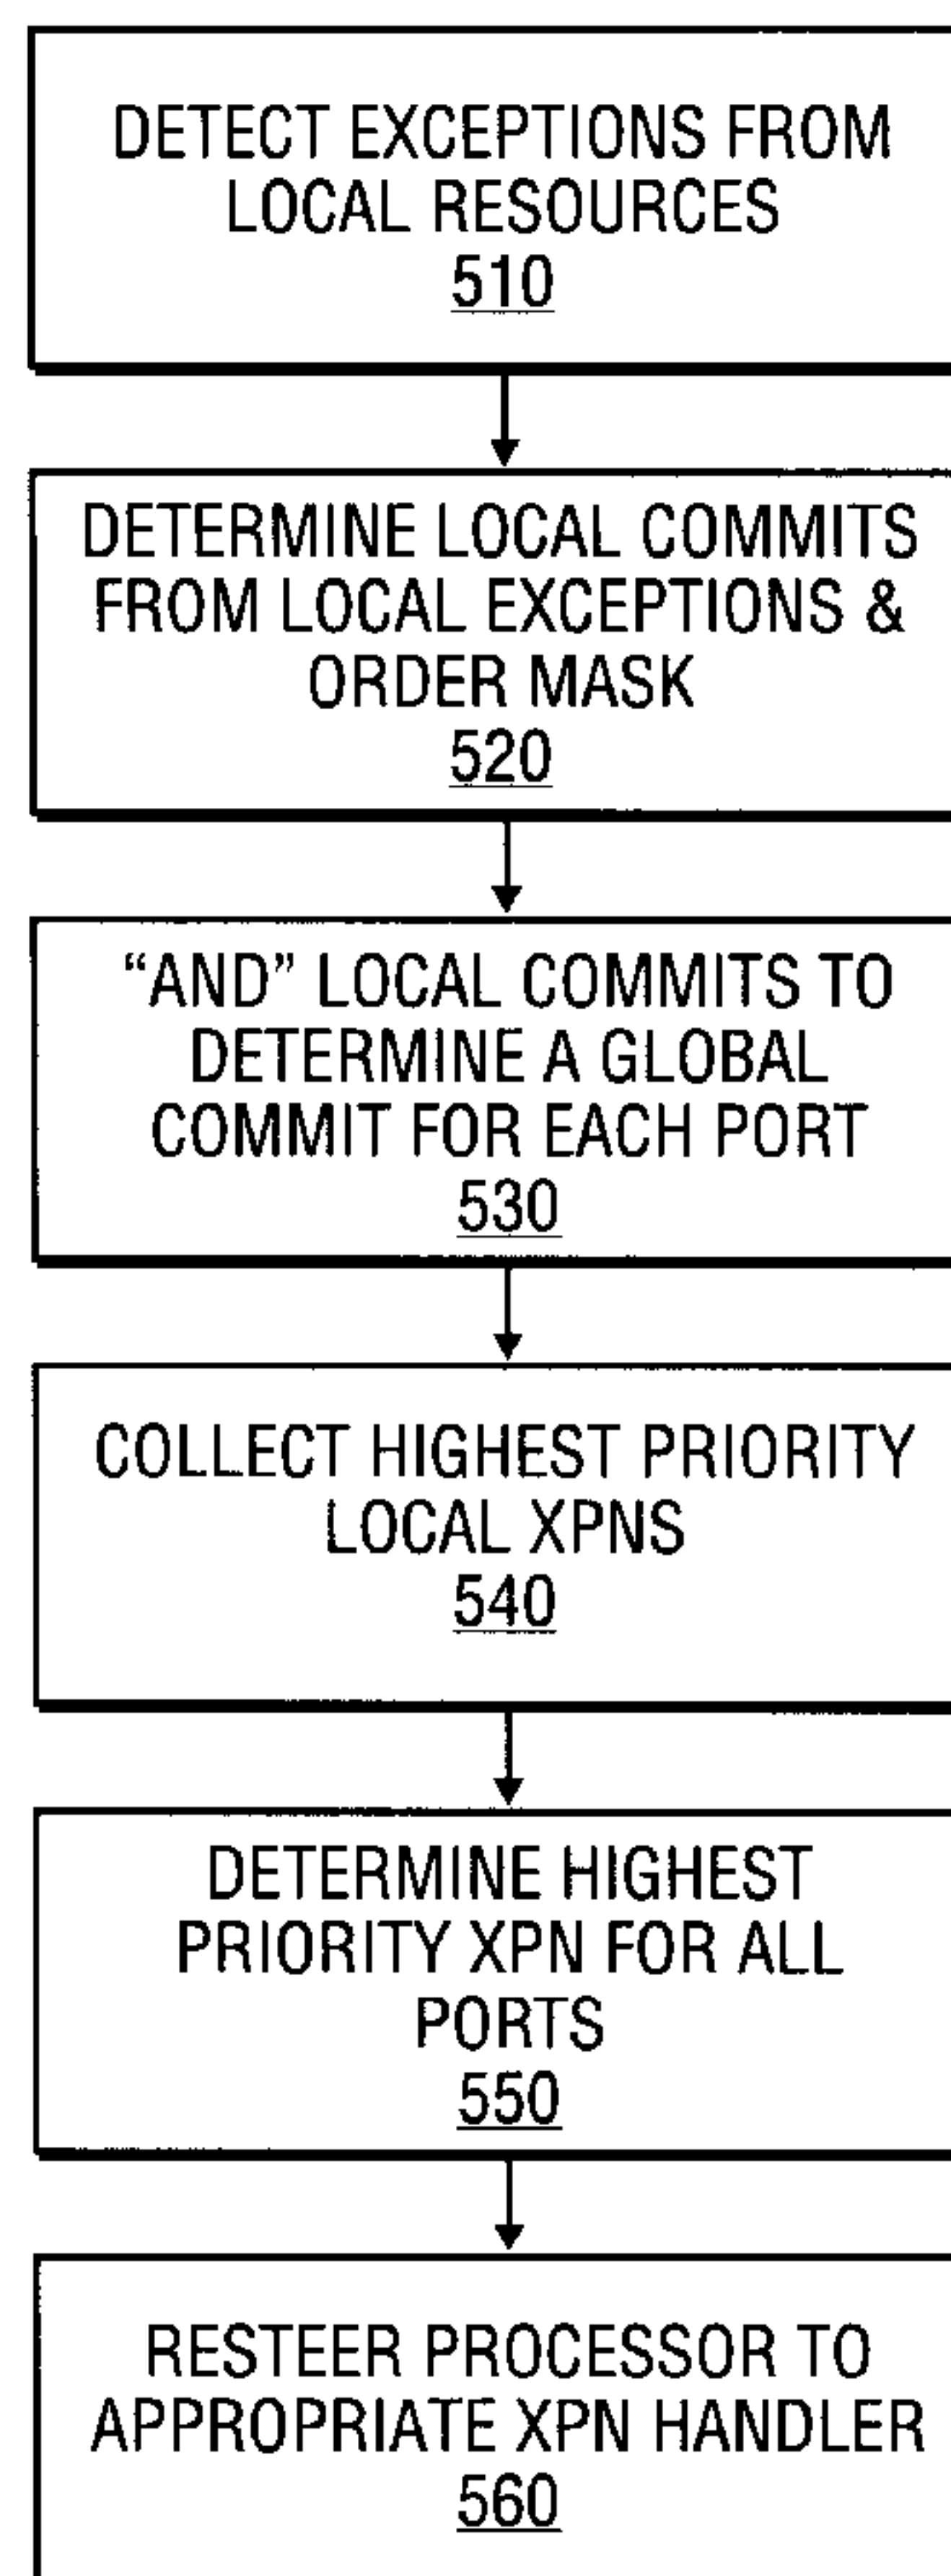 DETECT EXCEPTIONS FROM
LOCAL RESOURCES
510
DETERMINE LOCAL COMMITS
FROM LOCAL EXCEPTIONS &
ORDER MASK
520
“AND” LOCAL COMMITS TO
DETERMINE A GLOBAL
COMMIT FOR EACH PORT
530
COLLECT HIGHEST PRIORITY
LOCAL XPNS
540
DETERMINE HIGHEST
PRIORITY XPN FOR ALL
PORTS
550
RESTEER PROCESSOR TO
APPROPRIATE XPN HANDLER
560